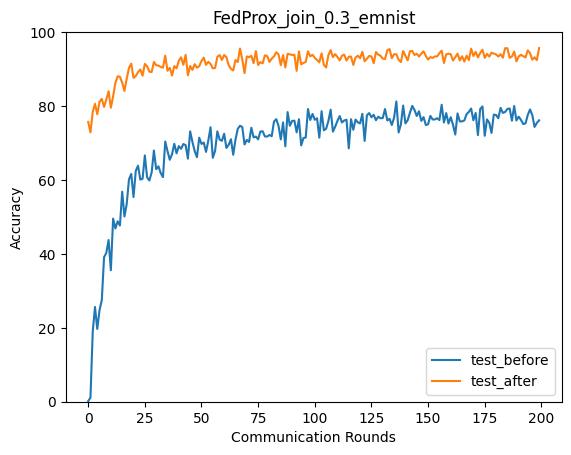 FedProx_join_0.3_emnist
100
80
60
40
20
0
Accuracy
0 25 50 75 100 125 150 175 200
Communication Rounds
test_before
test_after